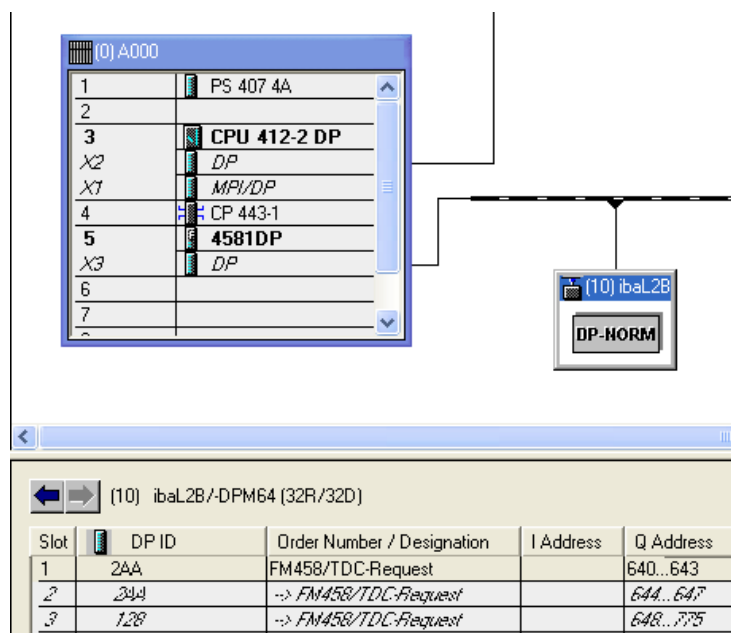 (0) A000
1 PS 407 4A
2
3 CPU 412-2 DP
X2 DP
X1 MPI/DP
4 CP 443-1
5 4581DP
X3 DP
6
7
(10) ibaL2B
DP-NORM
(10) ibaL2B/-DPM64 (32R/32D)
Slot DP ID Order Number / Designation I Address Q Address
1 2AA FM458/TDC-Request 640...643
2 244 --> FM458/TDC-Request 644...647
3 128 --> FM458/TDC-Request 648...775